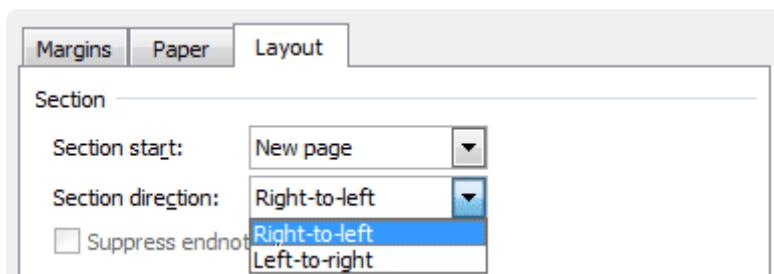 Margins Paper Layout
Section
Section start: New page
Section direction: Right-to-left
Suppress endnot Right-to-left
Left-to-right